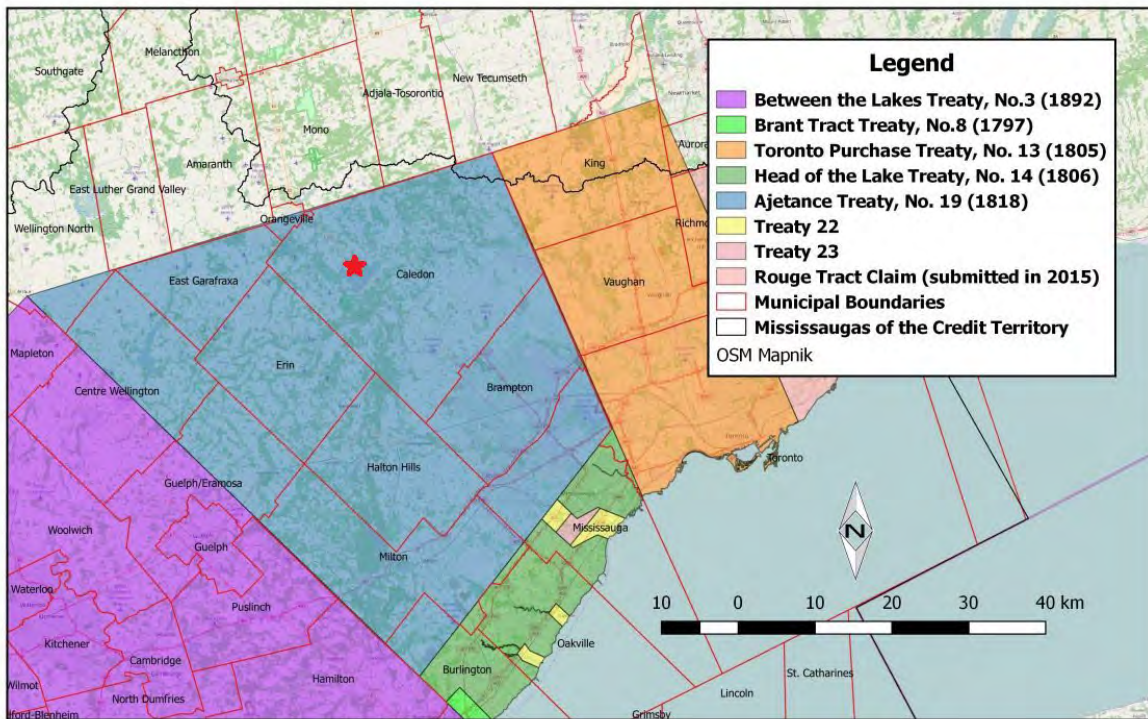 Southgate
Melancthon
Adjala-Tosorontio
New Tecumseth
Mono
Amaranth
East Luther Grand Valley
Wellington North
Orangeville
King
Aurora
Richm
East Garafraxa
Caledon
Vaughan
Mapleton
Centre Wellington
Erin
Brampton
Toronto
Halton Hills
Guelph/Eramosa
Woolwich
Guelph
Mississauga
Milton
Waterloo
Puslinch
Kitchener
Cambridge
Oakville
Wilmot
North Dumfries
Hamilton
Burlington
St. Catharines
Lincoln
Grimsby
ford-Blenheim
Legend
Between the Lakes Treaty, No.3 (1892)
Brant Tract Treaty, No.8 (1797)
Toronto Purchase Treaty, No. 13 (1805)
Head of the Lake Treaty, No. 14 (1806)
Ajetance Treaty, No. 19 (1818)
Treaty 22
Treaty 23
Rouge Tract Claim (submitted in 2015)
Municipal Boundaries
Mississaugas of the Credit Territory
OSM Mapnik
N
10 0 10 20 30 40 km